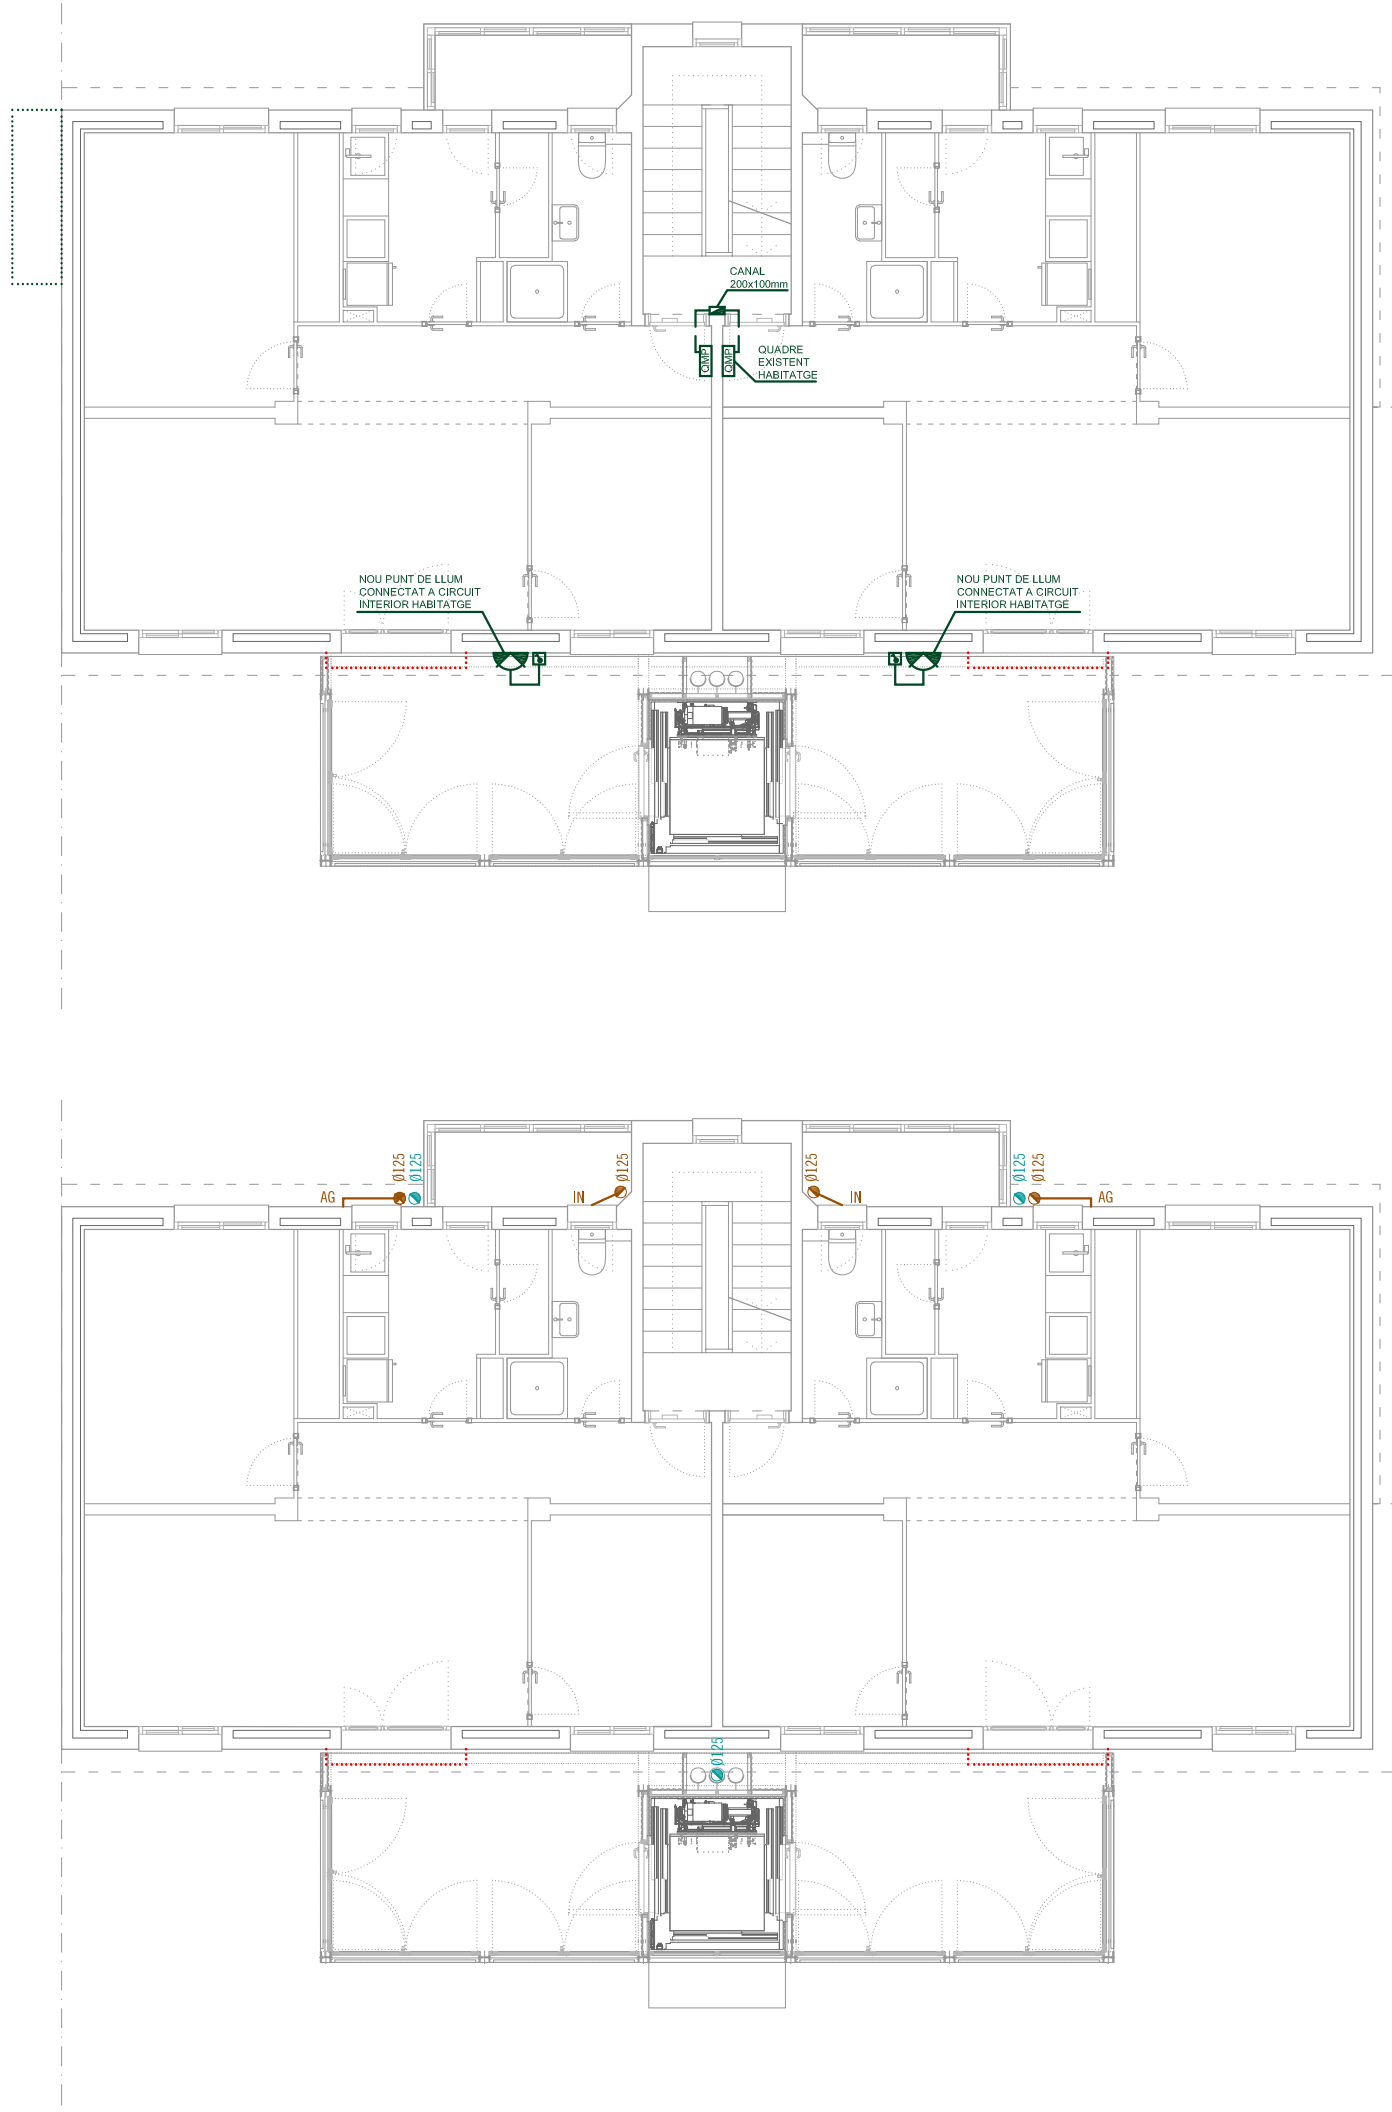 CANAL
200x100mm
QMP
QMP
QUADRE
EXISTENT
HABITATGE
NOU PUNT DE LLUM
CONNECTAT A CIRCUIT
INTERIOR HABITATGE
NOU PUNT DE LLUM
CONNECTAT A CIRCUIT
INTERIOR HABITATGE
Ø125
Ø125
Ø125
Ø125
Ø125
Ø125
AG
IN
IN
AG
Ø125